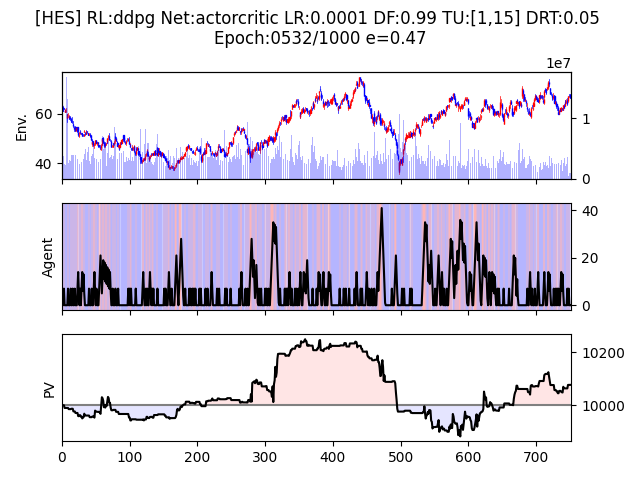 [HES] RL:ddpg Net:actorcritic LR:0.0001 DF:0.99 TU:[1,15] DRT:0.05
Epoch:0532/1000 e=0.47
1e7
Env.
60
40
1
0
Agent
40
20
0
PV
10200
10000
0 100 200 300 400 500 600 700